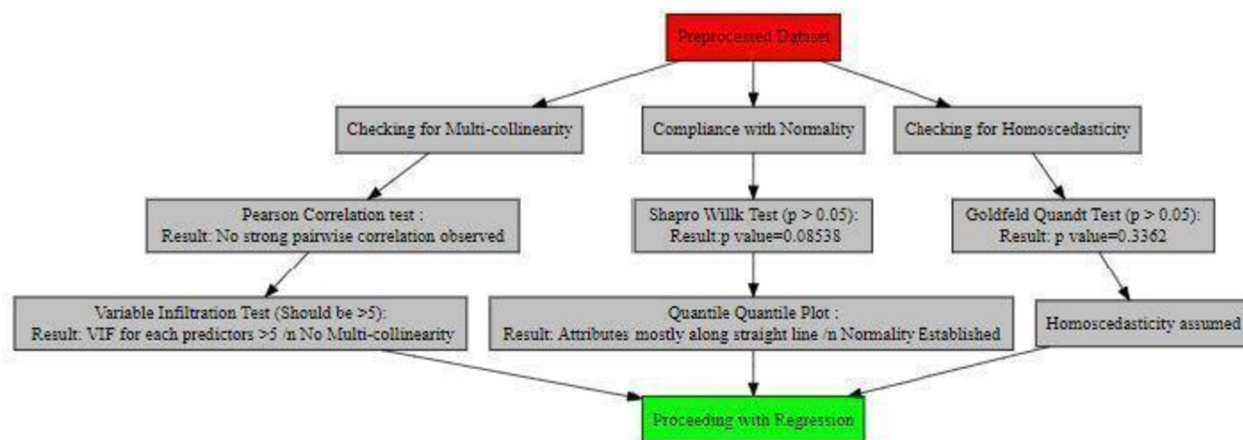 Preprocessed Dataset
Checking for Multi-collinearity
Compliance with Normality
Checking for Homoscedasticity
Pearson Correlation test :
Result: No strong pairwise correlation observed
Shapro Willk Test (p > 0.05):
Result:p value=0.08538
Goldfeld Quandt Test (p > 0.05):
Result: p value=0.3362
Variable Infiltration Test (Should be >5):
Result: VIF for each predictors >5 /n No Multi-collinearity
Quantile Quantile Plot :
Result: Attributes mostly along straight line /n Normality Established
Homoscedasticity assumed
Proceeding with Regression